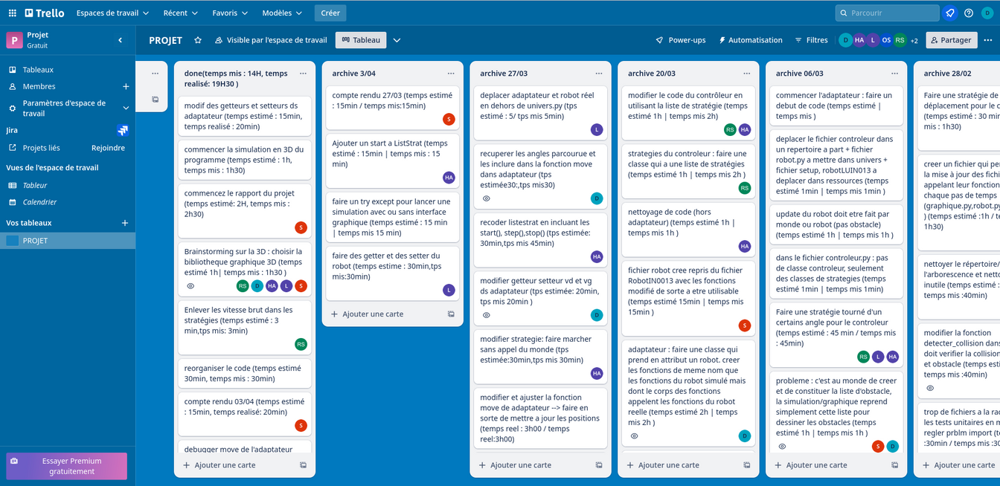 Trello
Espaces de travail
Récent
Favoris
Modèles
Créer
Parcourir
D
P
Projet
Gratuit
Tableaux
Membres
Paramètres d'espace de
travail
Jira
Projets liés
Rejoindre
Vues de l'espace de travail
Tableur
Calendrier
Vos tableaux
PROJET
Essayer Premium
gratuitement
PROJET
Visible par l'espace de travail
Tableau
Power-ups
Automatisation
Filtres
D HA L OS RS +2
Partager
done(temps mis : 14H, temps
realisé: 19H30 )
modif des getteurs et setteurs ds
adaptateur (temps estimé : 15min,
temps realisé : 20min)
commencer la simulation en 3D du
programme (temps estimé : 1h,
temps mis : 1h30)
commencez le rapport du projet
(temps estimé: 2H, temps mis :
2h30)
S
Brainstorming sur la 3D : choisir la
bibliotheque graphique 3D (temps
estimé 1h| temps mis : 1h30 )
RS D HA L S
Enlever les vitesse brut dans les
stratégies (temps estimé : 3
min,tps mis: 3min)
RS
reorganiser le code (temps estimé
30min, temps mis : 30min)
compte rendu 03/04 (temps estimé
: 15min, temps realisé: 20min)
S
debugger move de l'adaptateur
Ajouter une carte
archive 3/04
compte rendu 27/03 (temps estimé
: 15min / temps mis:15min)
S
Ajouter un start a ListStrat (temps
estimé : 15min | temps mis : 15
min)
HA
faire un try except pour lancer une
simulation avec ou sans interface
graphique (temps estimé : 15 min
| temps mis 15 min)
faire des getter et des setter du
robot (temps estime : 30min,tps
mis:30min)
L
Ajouter une carte
archive 27/03
deplacer adaptateur et robot réel
en dehors de univers.py (tps
estimé : 5/ tps mis 5min)
L
recuperer les angles parcourue et
les inclure dans la fonction move
dans adaptateur (tps
estimée30:,tps mis30)
D
recoder listestrat en incluant les
start(), step(),stop() (tps estimée:
30min,tps mis 45min)
HA
modifier getteur setteur vd et vg
ds adaptateur (tps estimée: 20min,
tps mis 20min )
D
modifier strategie: faire marcher
sans appel du monde (tps
estimée:30min,tps mis 30min)
HA
modifier et ajuster la fonction
move de adaptateur --> faire en
sorte de mettre a jour les positions
(temps reel : 3h00 / temps
reel:3h00)
Ajouter une carte
archive 20/03
modifier le code du contrôleur en
utilisant la liste de stratégie (temps
estimé 1h | temps mis 2h)
RS HA
strategies du controleur : faire une
classe qui a une liste de stratégies
(temps estimé 1h | temps mis 2h )
RS
nettoyage de code (hors
adaptateur) (temps estimé 1h |
temps mis 1h )
HA
fichier robot cree repris du fichier
RobotIN0013 avec les fonctions
modifié de sorte a etre utilisable
(temps estimé 15min | temps mis
15min )
S
adaptateur : faire une classe qui
prend en attribut un robot. creer
les fonctions de meme nom que
les fonctions du robot simulé mais
dont le corps des fonctions
appelent les fonctions du robot
reelle (temps estimé 2h | temps
mis 2h )
D
Ajouter une carte
archive 06/03
commencer l'adaptateur : faire un
debut de code (temps estimé |
temps mis )
deplacer le fichier controleur dans
un repertoire a part + fichier
robot.py a mettre dans univers +
fichier setup, robotLUIN013 a
deplacer dans ressources (temps
estimé 1min | temps mis 1min )
update du robot doit etre fait par
monde ou robot (pas obstacle)
(temps estimé 1h | temps mis 1h )
dans le fichier controleur.py : pas
de classe controleur, seulement
des classes de strategies (temps
estimé 1min | temps mis 1min)
Faire une stratégie tourné d'un
certains angle pour le controleur
(temps estimé : 45 min / temps mis
: 45min)
RS L HA
probleme : c'est au monde de creer
et de constituer la liste d'obstacle,
la simulation/graphique reprend
simplement cette liste pour
dessiner les obstacles (temps
estimé 1h | temps mis 1h )
S D
Ajouter une carte
archive 28/02
Faire une stratégie de
déplacement pour le c
(temps estimé : 30 min
mis : 1h30)
creer un fichier qui pe
la mise à jour des fichi
appelant leur fonction
chaque pas de temps
(graphique.py,robot.py
) (temps estimé :1h / te
1h30)
nettoyer le répertoire/
l'arborescence et netto
inutile (temps estimé :
temps mis :40min)
modifier la fonction
detecter_collision dans
doit verifier la collision
et obstacle (temps esti
temps mis :40min)
trop de fichiers a la rac
les tests unitaires en m
regler prblm import (te
:30min / temps mis :30
Ajouter une carte